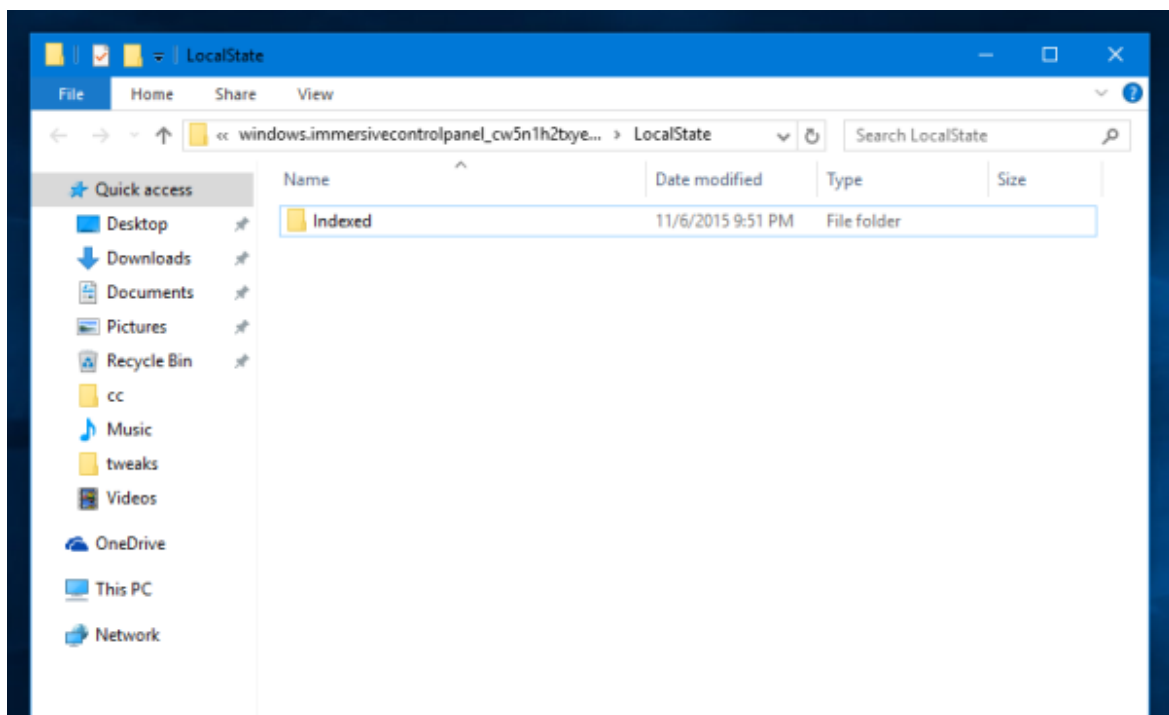 LocalState
File Home Share View
« windows.immersivecontrolpanel_cw5n1h2txye... › LocalState Search LocalState
Name Date modified Type Size
Quick access
Indexed 11/6/2015 9:51 PM File folder
Desktop
Downloads
Documents
Pictures
Recycle Bin
cc
Music
tweaks
Videos
OneDrive
This PC
Network